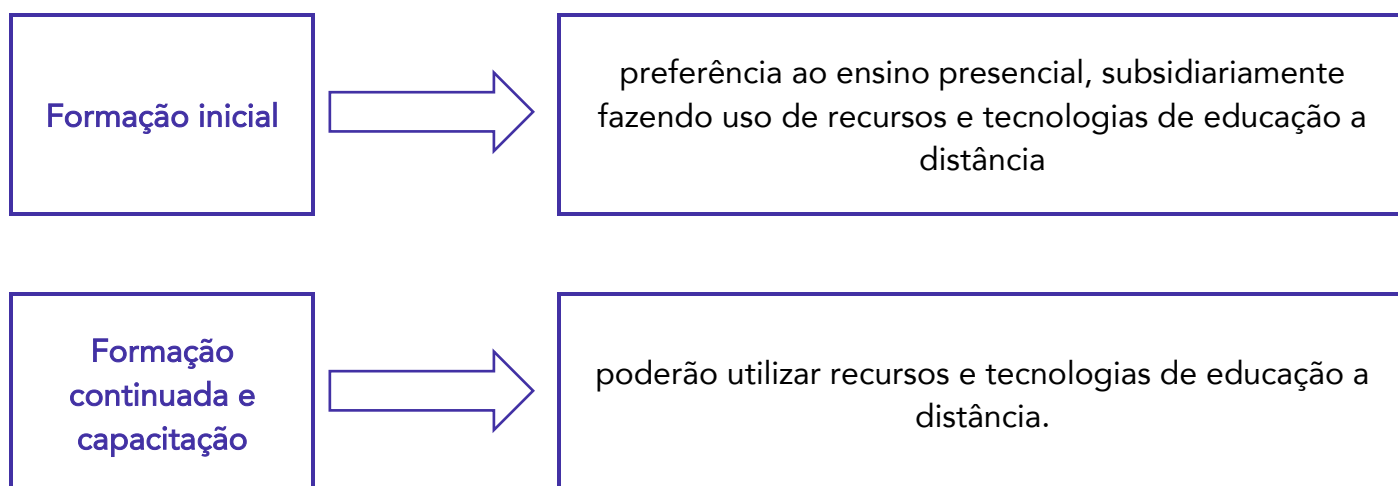 Formação inicial
preferência ao ensino presencial, subsidiariamente
fazendo uso de recursos e tecnologias de educação a
distância
Formação
continuada e
capacitação
poderão utilizar recursos e tecnologias de educação a
distância.